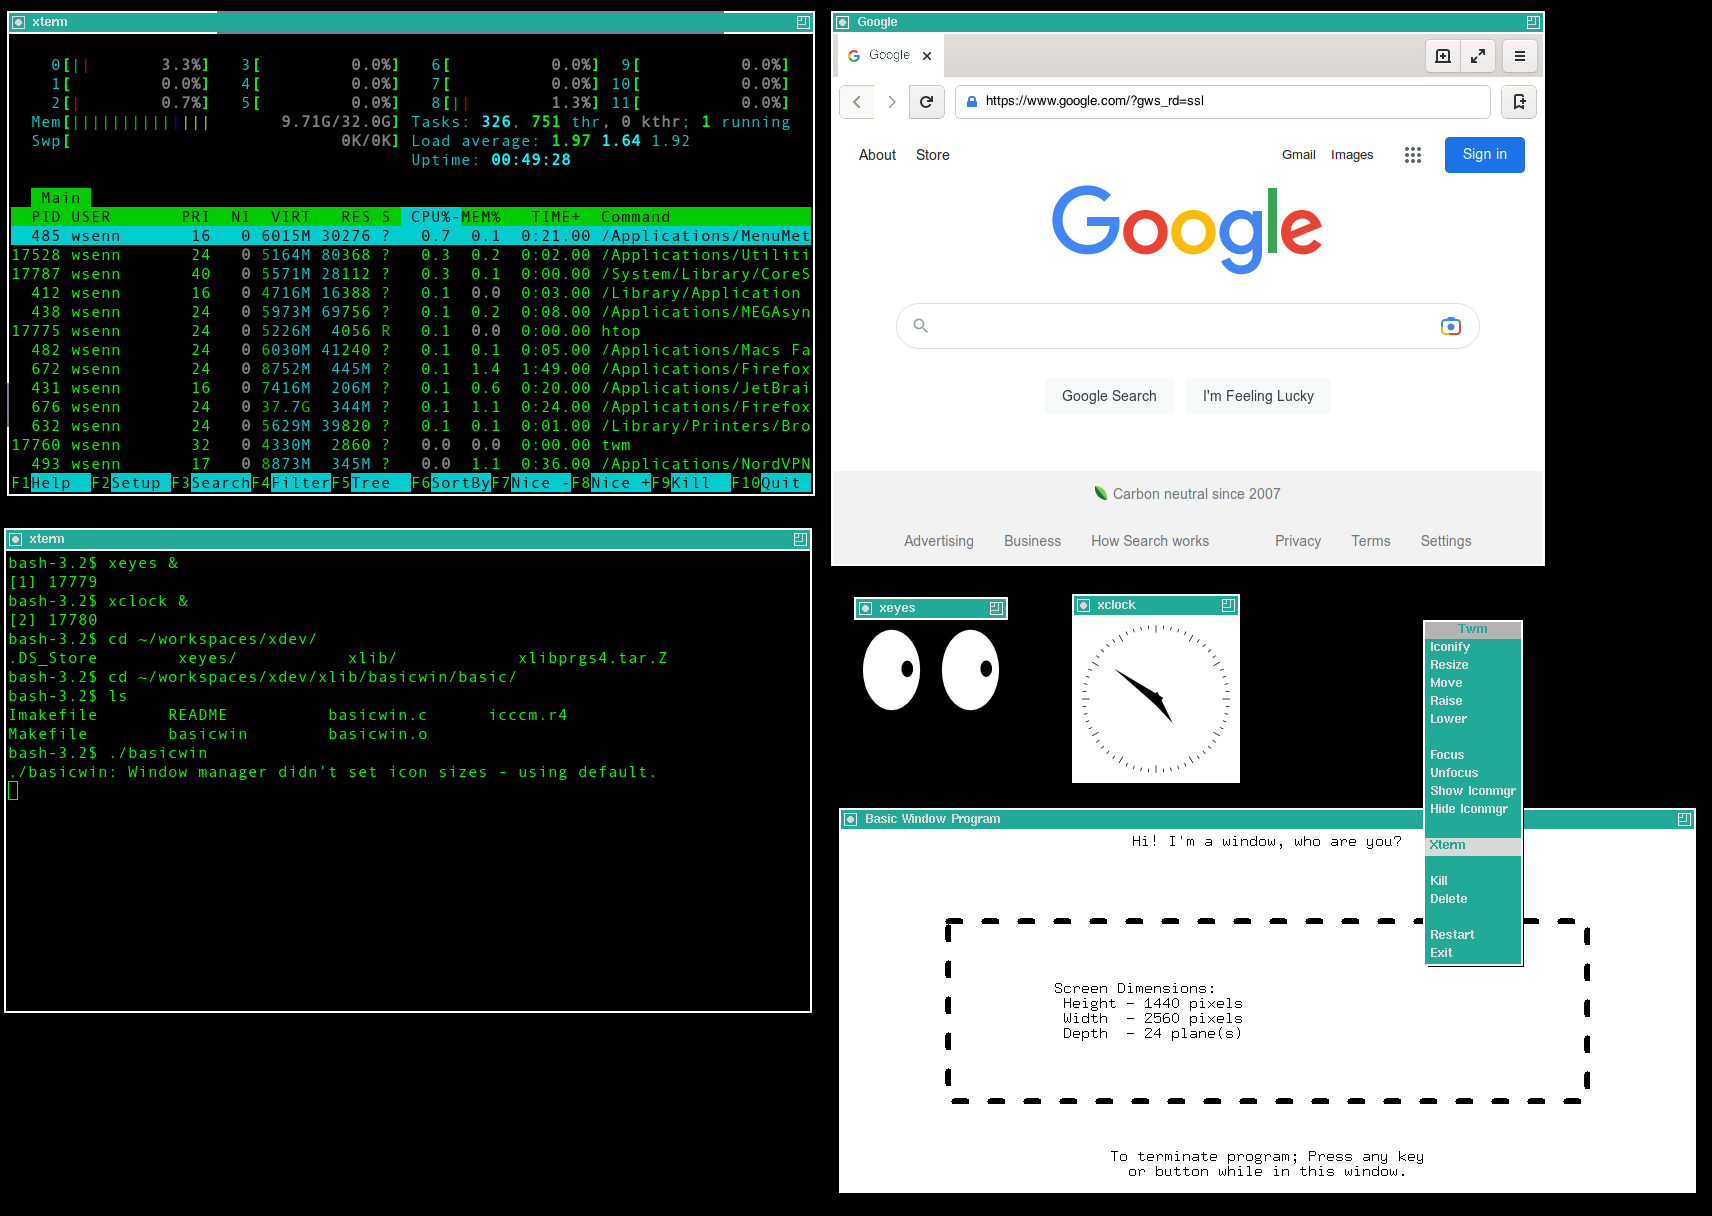 xterm
0[|| 3.3%] 3[ 0.0%] 6[ 0.0%] 9[ 0.0%]
1[ 0.0%] 4[ 0.0%] 7[ 0.0%] 10[ 0.0%]
2[| 0.7%] 5[ 0.0%] 8[|| 1.3%] 11[ 0.0%]
Mem[|||||||||||||| 9.71G/32.0G] Tasks: 326, 751 thr, 0 kthr; 1 running
Swp[ 0K/0K] Load average: 1.97 1.64 1.92
Uptime: 00:49:28
Main
PID USER PRI NI VIRT RES S CPU%-MEM% TIME+ Command
485 wsenn 16 0 6015M 30276 ? 0.7 0.1 0:21.00 /Applications/MenuMet
17528 wsenn 24 0 5164M 80368 ? 0.3 0.2 0:02.00 /Applications/Utiliti
17787 wsenn 40 0 5571M 28112 ? 0.3 0.1 0:00.00 /System/Library/CoreS
412 wsenn 16 0 4716M 16388 ? 0.1 0.0 0:03.00 /Library/Application
438 wsenn 24 0 5973M 69756 ? 0.1 0.2 0:08.00 /Applications/MEGAsyn
17775 wsenn 24 0 5226M 4056 R 0.1 0.0 0:00.00 htop
482 wsenn 24 0 6030M 41240 ? 0.1 0.1 0:05.00 /Applications/Macs Fa
672 wsenn 24 0 8752M 445M ? 0.1 1.4 1:49.00 /Applications/Firefox
431 wsenn 16 0 7416M 206M ? 0.1 0.6 0:20.00 /Applications/JetBrai
676 wsenn 24 0 37.7G 344M ? 0.1 1.1 0:24.00 /Applications/Firefox
632 wsenn 24 0 5629M 39820 ? 0.1 0.1 0:01.00 /Library/Printers/Bro
17760 wsenn 32 0 4330M 2860 ? 0.0 0.0 0:00.00 twm
493 wsenn 17 0 8873M 345M ? 0.0 1.1 0:36.00 /Applications/NordVPN
F1Help F2Setup F3SearchF4FilterF5Tree F6SortByF7Nice -F8Nice +F9Kill F10Quit
Google
Google
https://www.google.com/?gws_rd=ssl
About Store Gmail Images Sign in
Google
Google Search I'm Feeling Lucky
Carbon neutral since 2007
Advertising Business How Search works Privacy Terms Settings
xterm
bash-3.2$ xeyes &
[1] 17779
bash-3.2$ xclock &
[2] 17780
bash-3.2$ cd ~/workspaces/xdev/
.DS_Store xeyes/ xlib/ xlibprgs4.tar.Z
bash-3.2$ cd ~/workspaces/xdev/xlib/basicwin/basic/
bash-3.2$ ls
Imakefile README basicwin.c icccm.r4
Makefile basicwin basicwin.o
bash-3.2$ ./basicwin
./basicwin: Window manager didn't set icon sizes - using default.
xeyes
xclock
Twm
Iconify
Resize
Move
Raise
Lower
Focus
Unfocus
Show Iconmgr
Hide Iconmgr
Xterm
Kill
Delete
Restart
Exit
Basic Window Program
Hi! I'm a window, who are you?
Screen Dimensions:
Height - 1440 pixels
Width - 2560 pixels
Depth - 24 plane(s)
To terminate program; Press any key
or button while in this window.